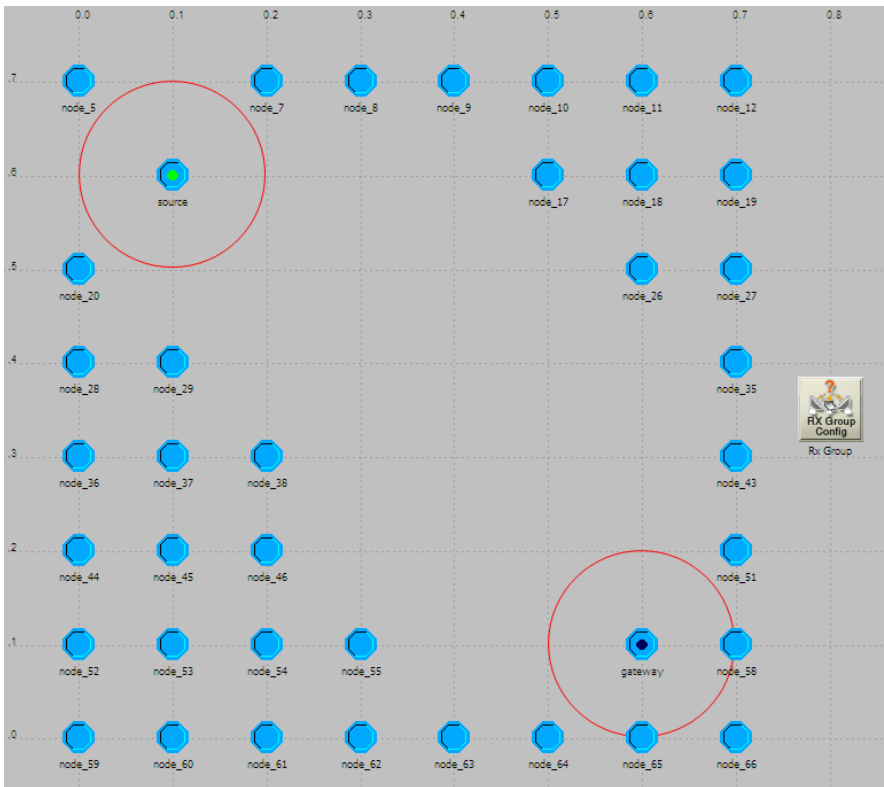 0.0 0.1 0.2 0.3 0.4 0.5 0.6 0.7 0.8
.7
node_5 node_7 node_8 node_9 node_10 node_11 node_12
.6
source node_17 node_18 node_19
.5
node_20 node_26 node_27
.4
node_28 node_29 node_35
?
RX Group
Config
Rx Group
.3
node_36 node_37 node_38 node_43
.2
node_44 node_45 node_46 node_51
.1
node_52 node_53 node_54 node_55 gateway node_58
.0
node_59 node_60 node_61 node_62 node_63 node_64 node_65 node_66